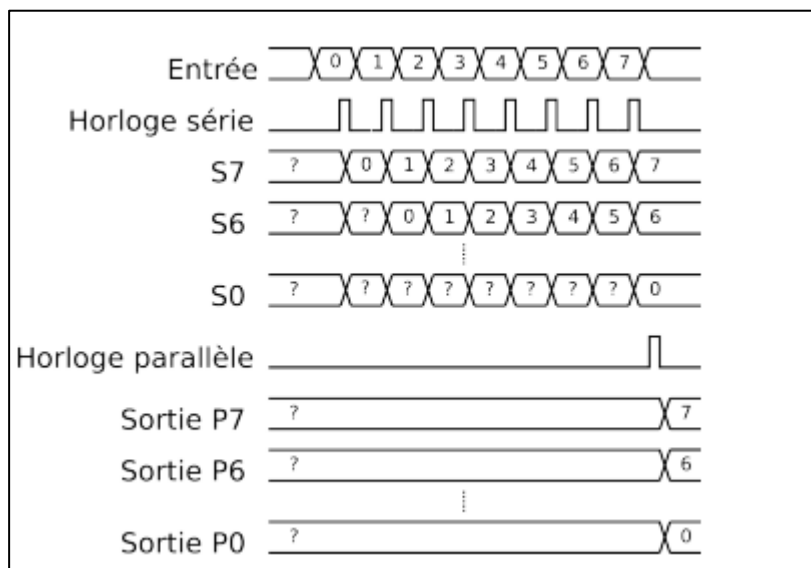 Entrée 0 1 2 3 4 5 6 7
Horloge série
S7 ? 0 1 2 3 4 5 6 7
S6 ? ? 0 1 2 3 4 5 6
S0 ? ? ? ? ? ? ? ? 0
Horloge parallèle
Sortie P7 ? 7
Sortie P6 ? 6
Sortie P0 ? 0